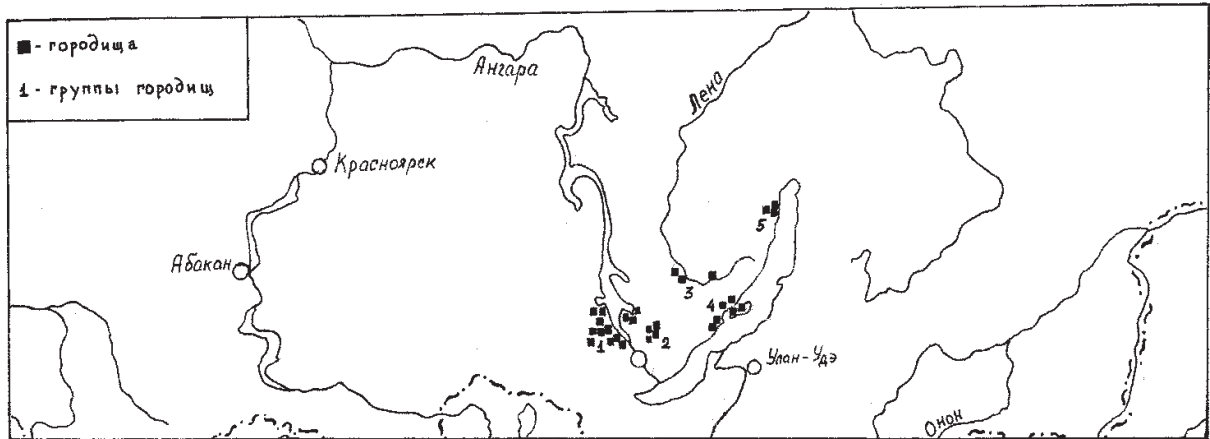 ■ - городища
1 - группы городищ
Ангара
Лена
Красноярск
5
Абакан
3
4
1
2
Улан-Удэ
Онон